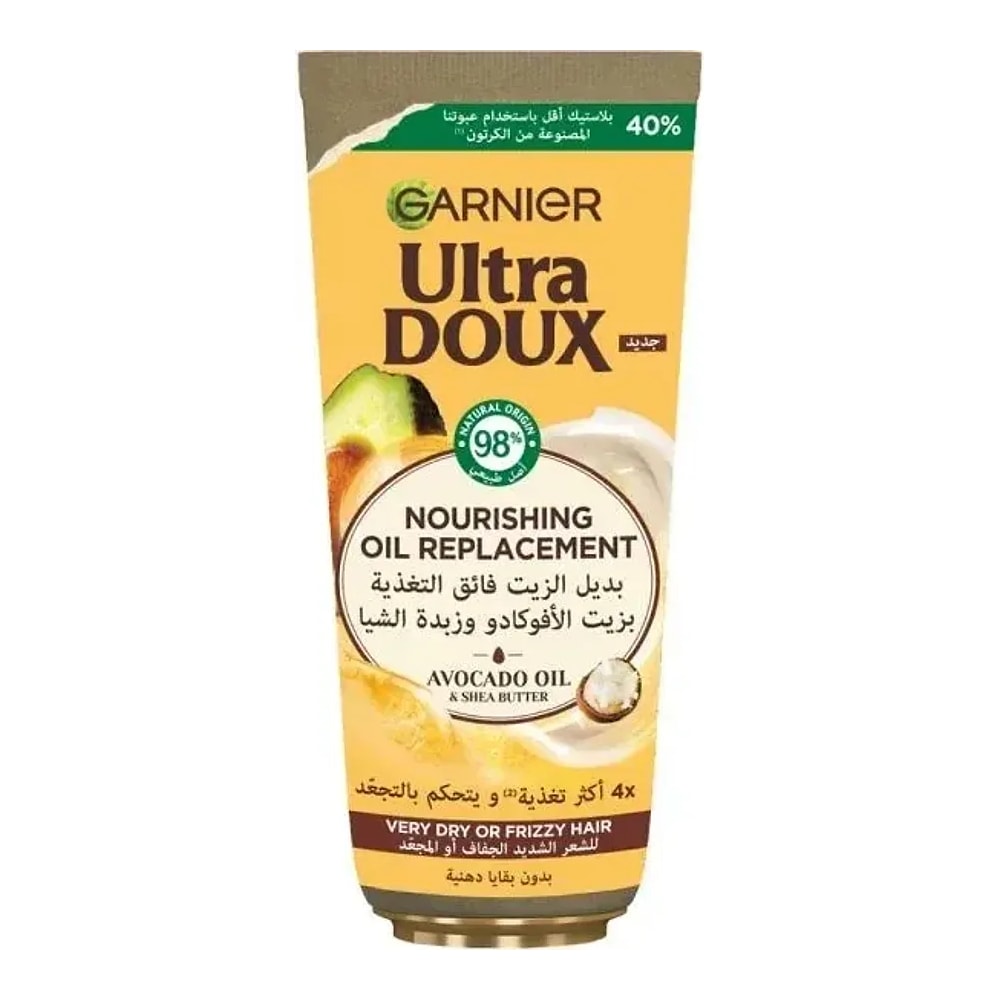 40% بلاستيك أقل باستخدام عبوتنا
المصنوعة من الكرتون (1)
GARNIER
Ultra
DOUX
جديد
NATURAL ORIGIN
98%
أصل طبيعي
NOURISHING
OIL REPLACEMENT
بديل الزيت فائق التغذية
بزيت الأفوكادو وزبدة الشيا
AVOCADO OIL
& SHEA BUTTER
4x أكثر تغذية (2) و يتحكم بالتجعّد
VERY DRY OR FRIZZY HAIR
للشعر الشديد الجفاف أو المجعّد
بدون بقايا دهنية